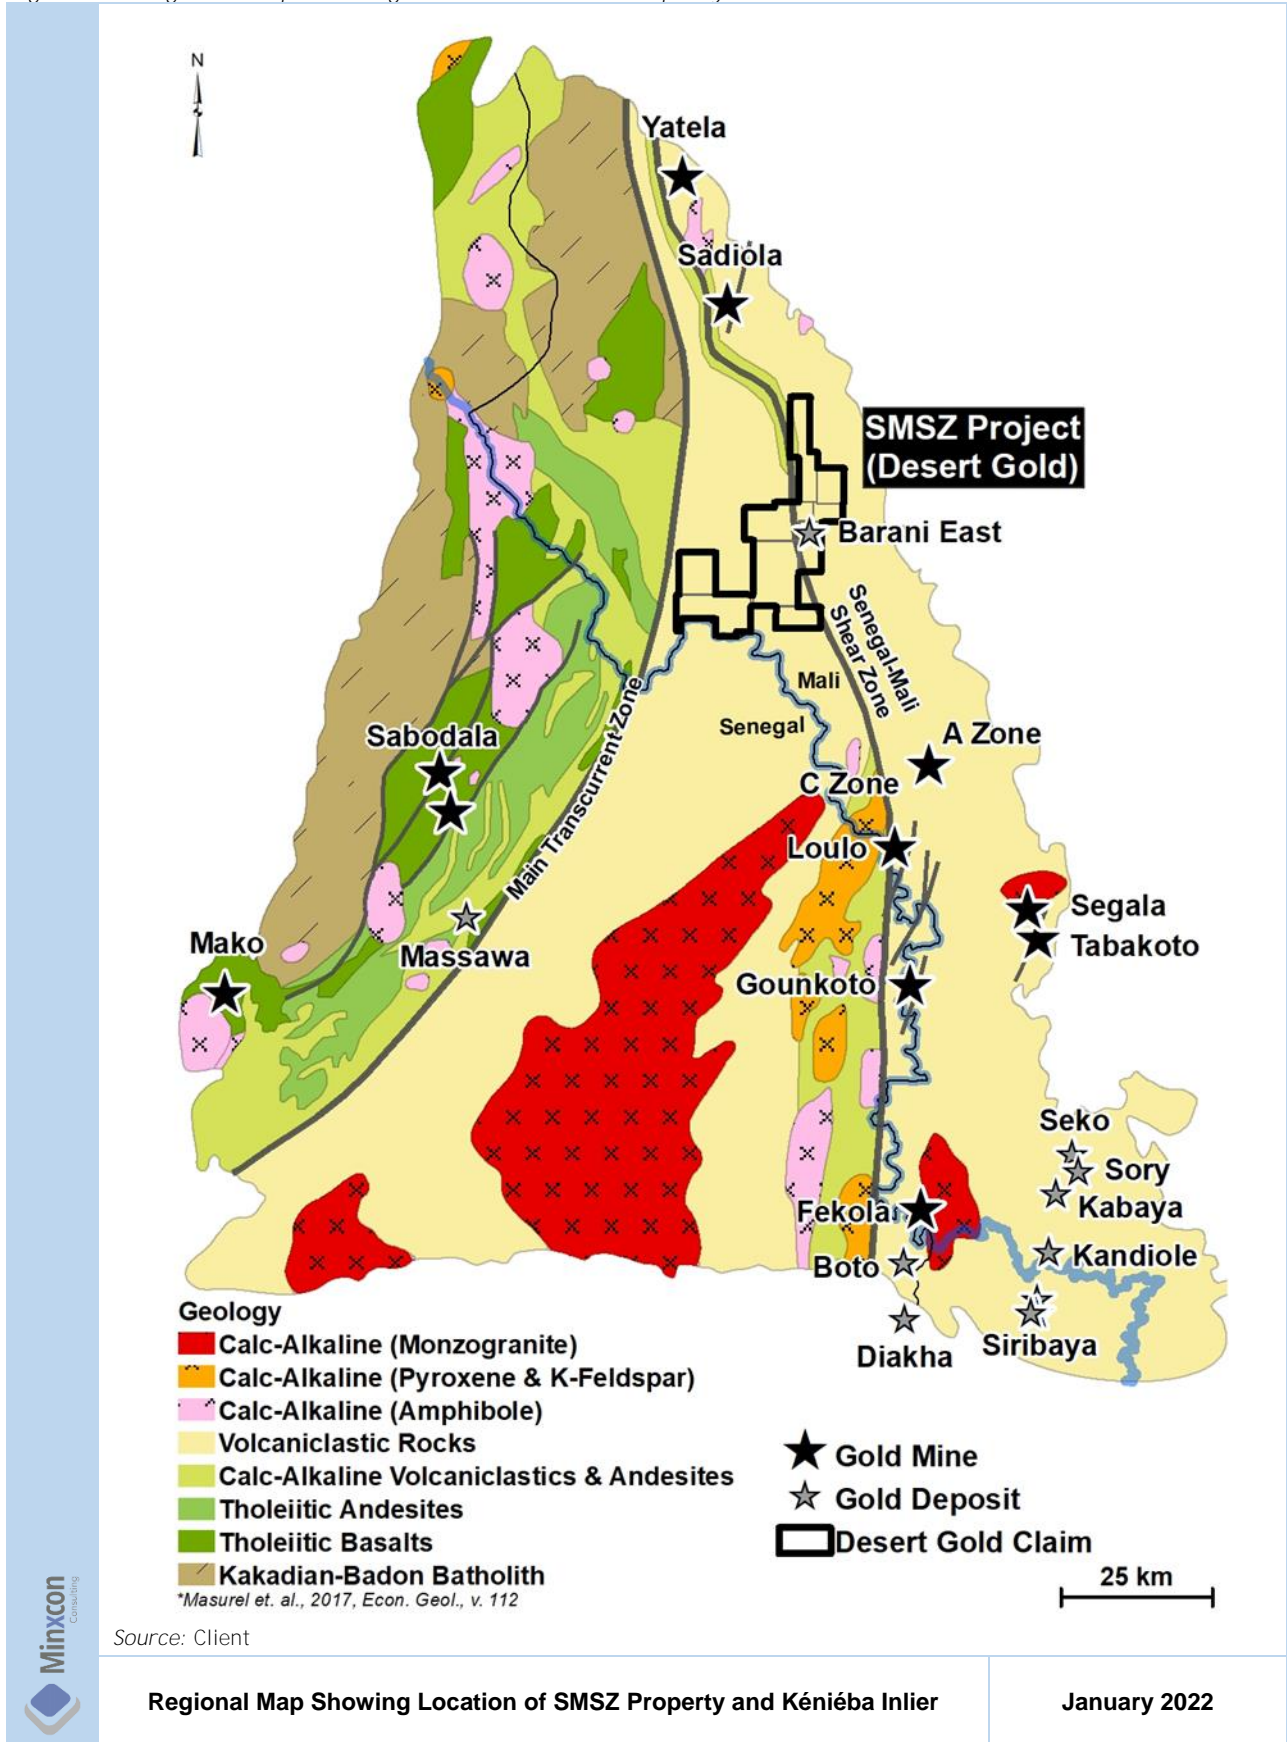 N
Yatela
Sadiola
SMSZ Project
(Desert Gold)
Barani East
Senegal-Mali
Shear Zone
Mali
Senegal
Main Transcurrent Zone
A Zone
C Zone
Sabodala
Loulo
Segala
Tabakoto
Massawa
Mako
Gounkoto
Seko
Sory
Kabaya
Fekola
Kandiole
Boto
Siribaya
Diakha
Geology
Calc-Alkaline (Monzogranite)
Calc-Alkaline (Pyroxene & K-Feldspar)
Calc-Alkaline (Amphibole)
Volcaniclastic Rocks
Calc-Alkaline Volcaniclastics & Andesites
Tholeiitic Andesites
Tholeiitic Basalts
Kakadian-Badon Batholith
*Masurel et. al., 2017, Econ. Geol., v. 112
Gold Mine
Gold Deposit
Desert Gold Claim
25 km
Source: Client
Minxcon
Consulting
Regional Map Showing Location of SMSZ Property and Kéniéba Inlier
January 2022